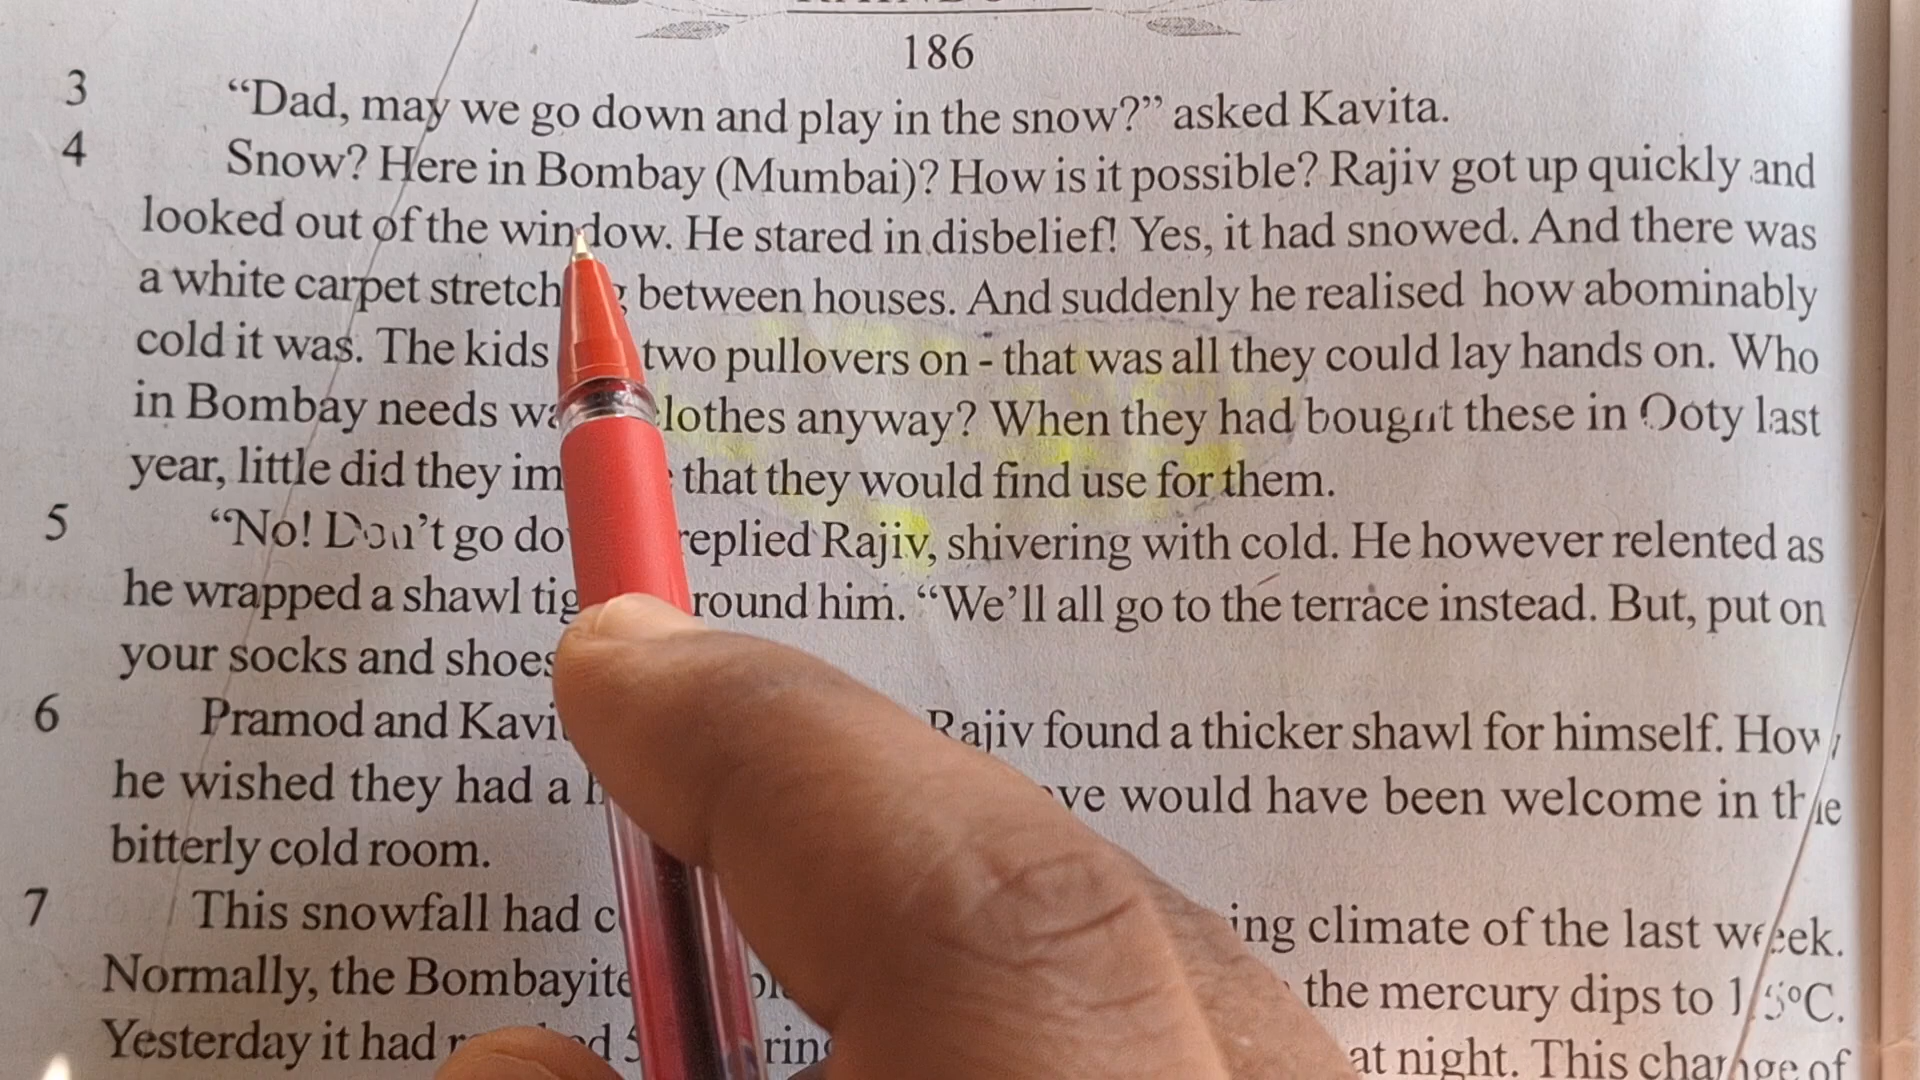 186
3 “Dad, may we go down and play in the snow?” asked Kavita.
4 Snow? Here in Bombay (Mumbai)? How is it possible? Rajiv got up quickly and
looked out of the window. He stared in disbelief! Yes, it had snowed. And there was
a white carpet between houses. And suddenly he realised how abominably
cold it was. The kids two pullovers on - that was all they could lay hands on. Who
in Bombay needs clothes anyway? When they had bought these in Ooty last
year, little did they that they would find use for them.
5 “No! Don't go replied Rajiv, shivering with cold. He however relented as
he wrapped a shawl round him. “We’ll all go to the terrace instead. But, put on
your socks and shoes
6 Pramod and Rajiv found a thicker shawl for himself. How
he wished they had a would have been welcome in the
bitterly cold room.
7 This snowfall had climate of the last week.
Normally, the the mercury dips to 15°C.
Yesterday it had at night. This change of